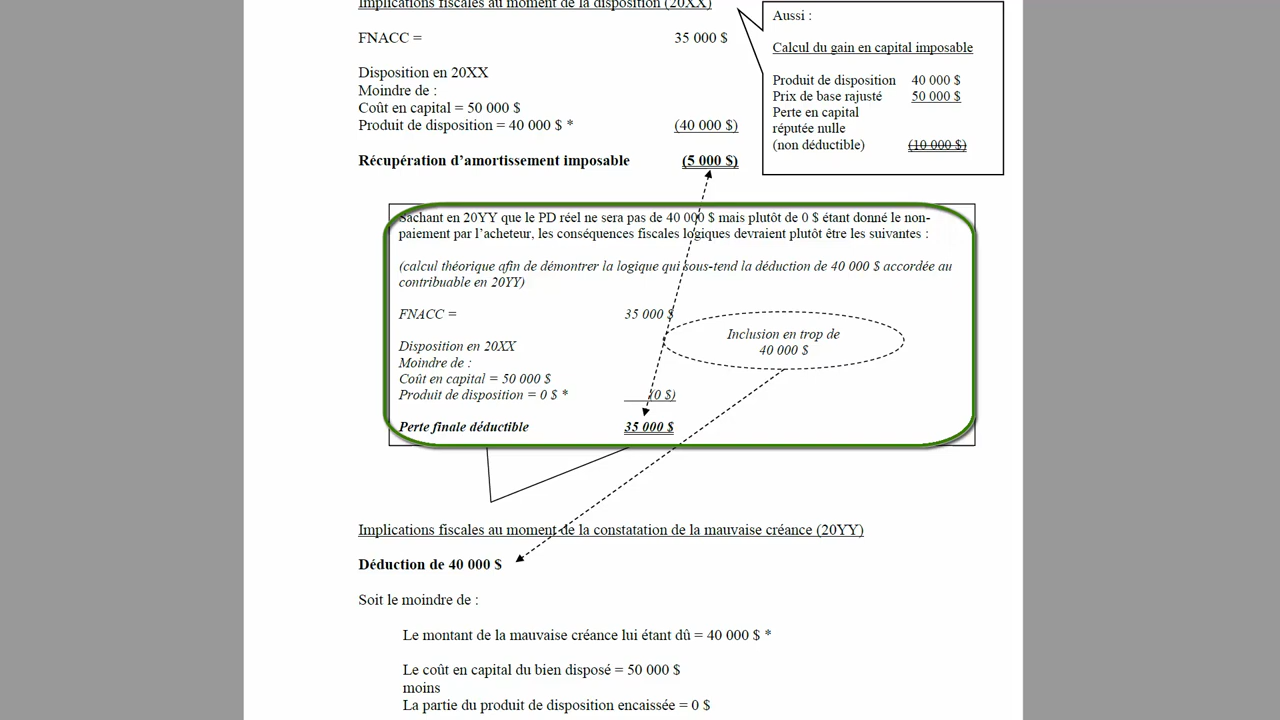 Implications fiscales au moment de la disposition (20XX)
FNACC = 35 000 $
Disposition en 20XX
Moindre de :
Coût en capital = 50 000 $
Produit de disposition = 40 000 $ * (40 000 $)
Récupération d’amortissement imposable (5 000 $)
Aussi :
Calcul du gain en capital imposable
Produit de disposition 40 000 $
Prix de base rajusté 50 000 $
Perte en capital
réputée nulle
(non déductible) (10 000 $)
Sachant en 20YY que le PD réel ne sera pas de 40 000 $ mais plutôt de 0 $ étant donné le non-
paiement par l’acheteur, les conséquences fiscales logiques devraient plutôt être les suivantes :
(calcul théorique afin de démontrer la logique qui sous-tend la déduction de 40 000 $ accordée au
contribuable en 20YY)
FNACC = 35 000 $
Disposition en 20XX
Moindre de :
Coût en capital = 50 000 $
Produit de disposition = 0 $ * (0 $)
Perte finale déductible 35 000 $
Inclusion en trop de
40 000 $
Implications fiscales au moment de la constatation de la mauvaise créance (20YY)
Déduction de 40 000 $
Soit le moindre de :
Le montant de la mauvaise créance lui étant dû = 40 000 $ *
Le coût en capital du bien disposé = 50 000 $
moins
La partie du produit de disposition encaissée = 0 $